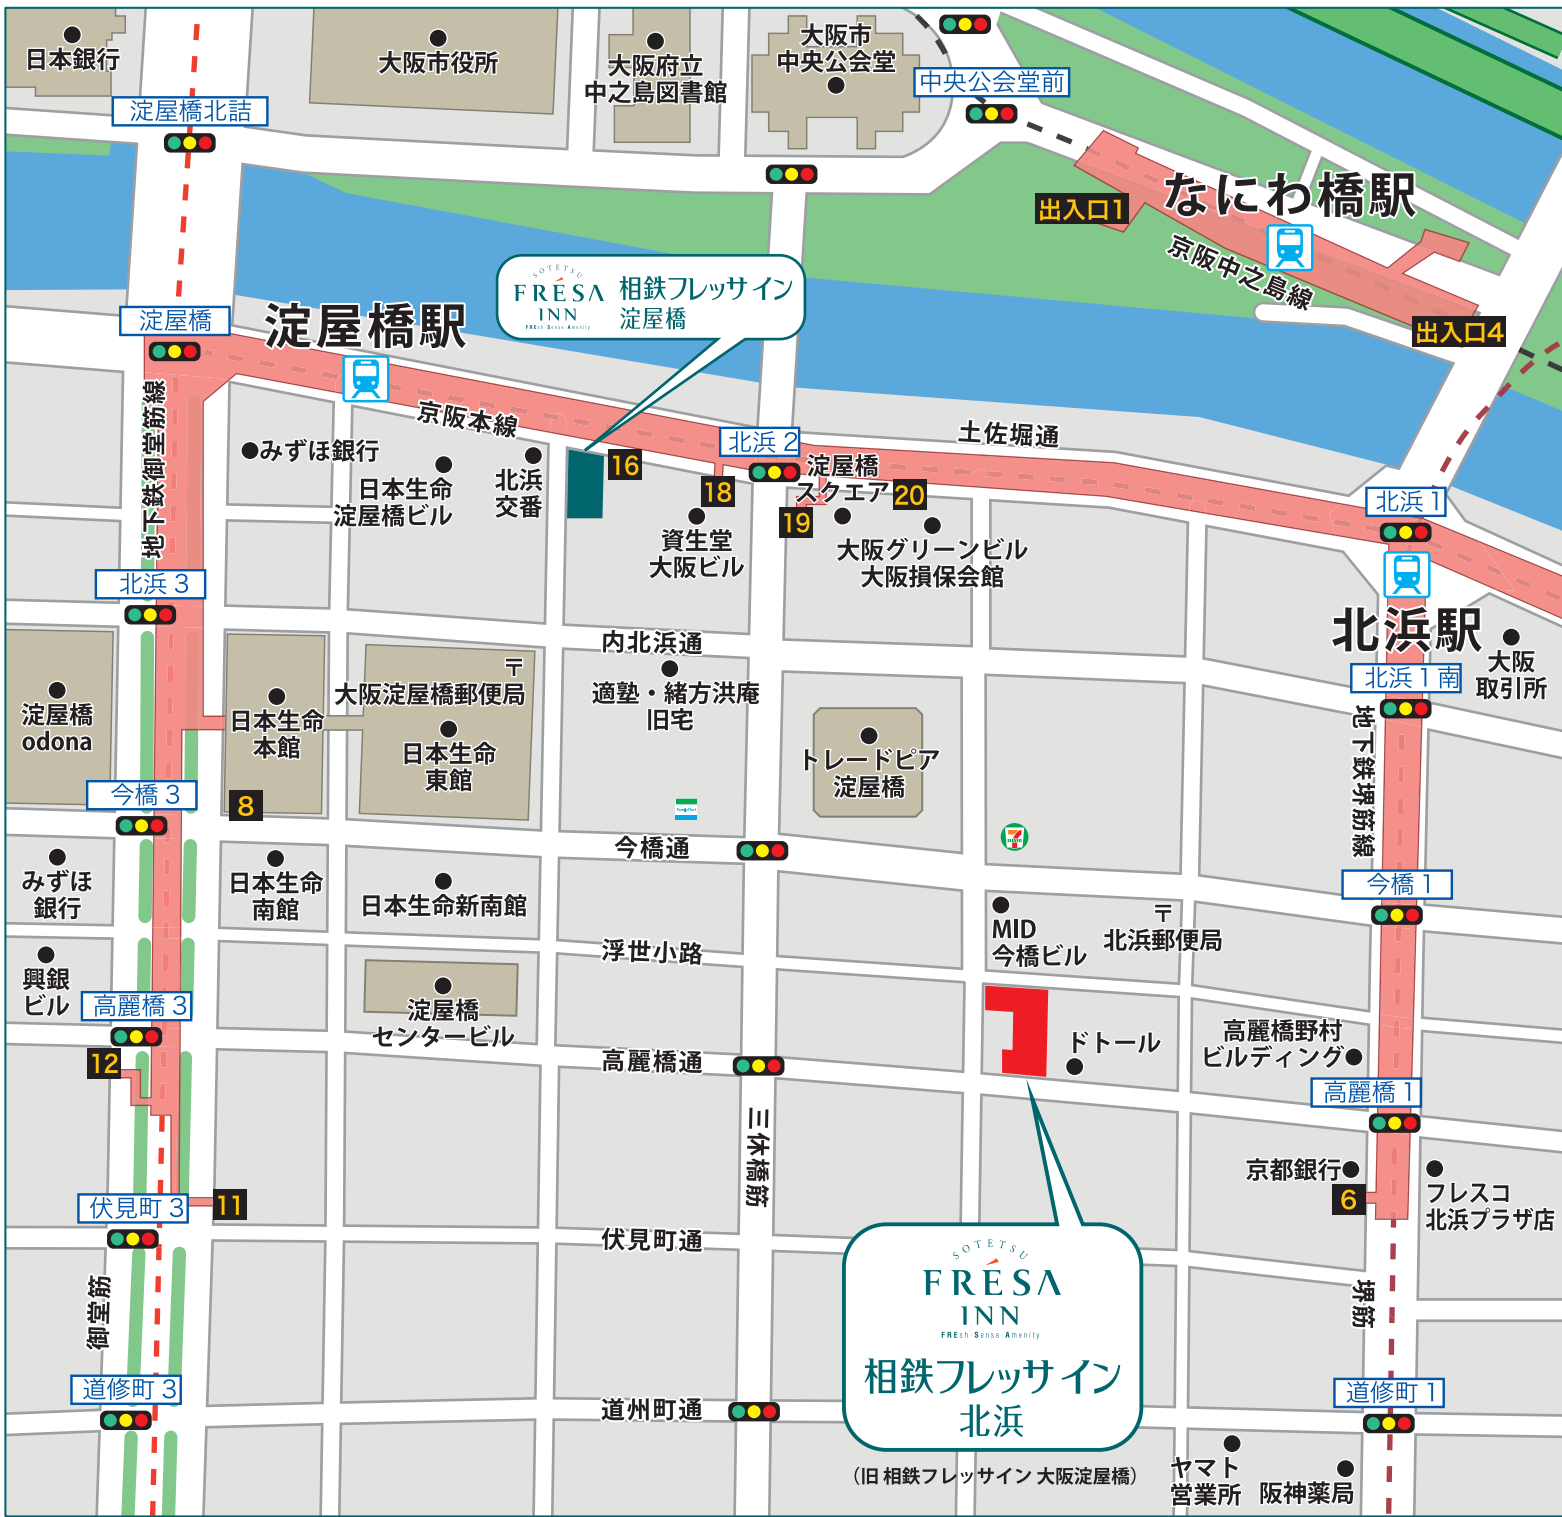 日本銀行
大阪市役所
大阪府立
中之島図書館
大阪市
中央公会堂
中央公会堂前
淀屋橋北詰
出入口1
なにわ橋駅
京阪中之島線
出入口4
SOTETSU
FRESA
INN
FREsh·Sense·Amenity
相鉄フレッサイン
淀屋橋
淀屋橋
淀屋橋駅
京阪本線
北浜2
土佐堀通
地下鉄御堂筋線
みずほ銀行
日本生命
淀屋橋ビル
北浜
交番
16
18
淀屋橋
スクエア
20
19
資生堂
大阪ビル
大阪グリーンビル
大阪損保会館
北浜1
北浜駅
北浜3
内北浜通
大阪
取引所
北浜1南
淀屋橋
odona
日本生命
本館
〒
大阪淀屋橋郵便局
日本生命
東館
適塾・緒方洪庵
旧宅
トレードピア
淀屋橋
地下鉄堺筋線
今橋3
8
FamilyMart
今橋通
7
ELEVEN
今橋1
みずほ
銀行
日本生命
南館
日本生命新南館
MID
今橋ビル
〒
北浜郵便局
浮世小路
興銀
ビル
高麗橋3
淀屋橋
センタービル
12
高麗橋通
ドトール
高麗橋野村
ビルディング
高麗橋1
三休橋筋
京都銀行
6
フレスコ
北浜プラザ店
伏見町3
11
伏見町通
御堂筋
堺筋
SOTETSU
FRESA
INN
FREsh·Sense·Amenity
相鉄フレッサイン
北浜
(旧 相鉄フレッサイン 大阪淀屋橋)
道修町3
道州町通
道修町1
ヤマト
営業所
阪神薬局